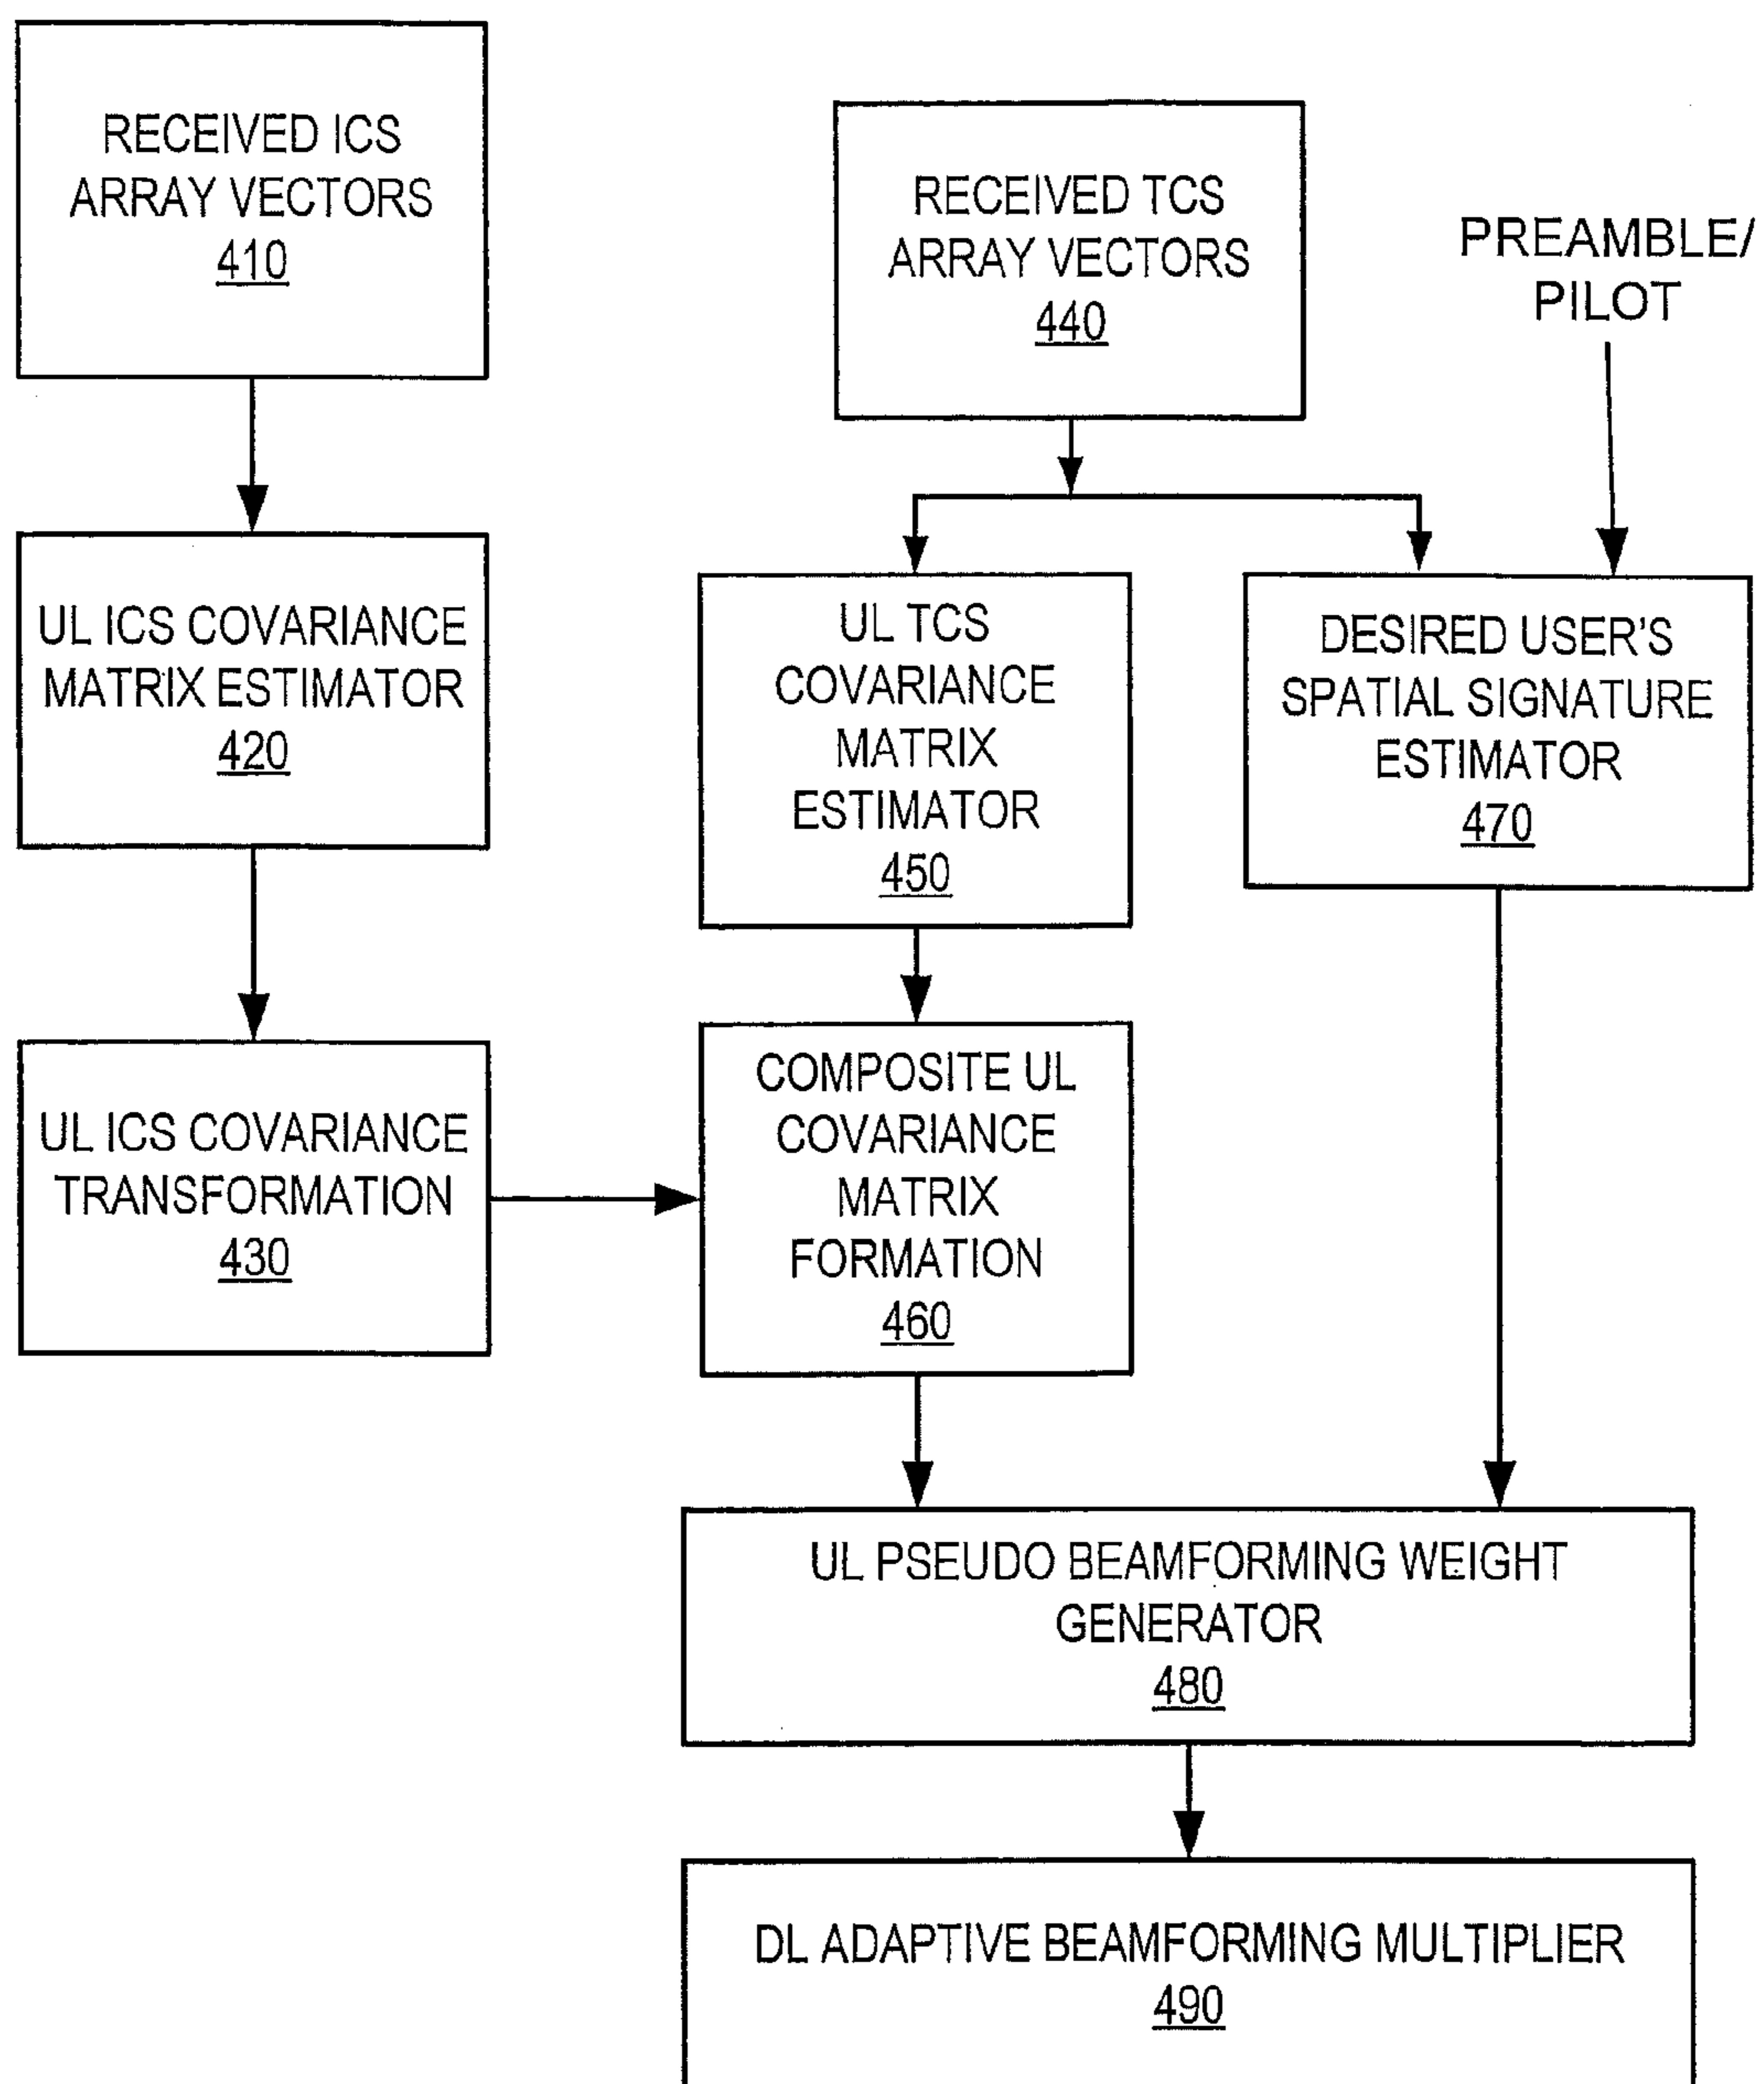 RECEIVED ICS
ARRAY VECTORS
410
RECEIVED TCS
ARRAY VECTORS
440
PREAMBLE/
PILOT
UL ICS COVARIANCE
MATRIX ESTIMATOR
420
UL TCS
COVARIANCE
MATRIX
ESTIMATOR
450
DESIRED USER'S
SPATIAL SIGNATURE
ESTIMATOR
470
UL ICS COVARIANCE
TRANSFORMATION
430
COMPOSITE UL
COVARIANCE
MATRIX
FORMATION
460
UL PSEUDO BEAMFORMING WEIGHT
GENERATOR
480
DL ADAPTIVE BEAMFORMING MULTIPLIER
490